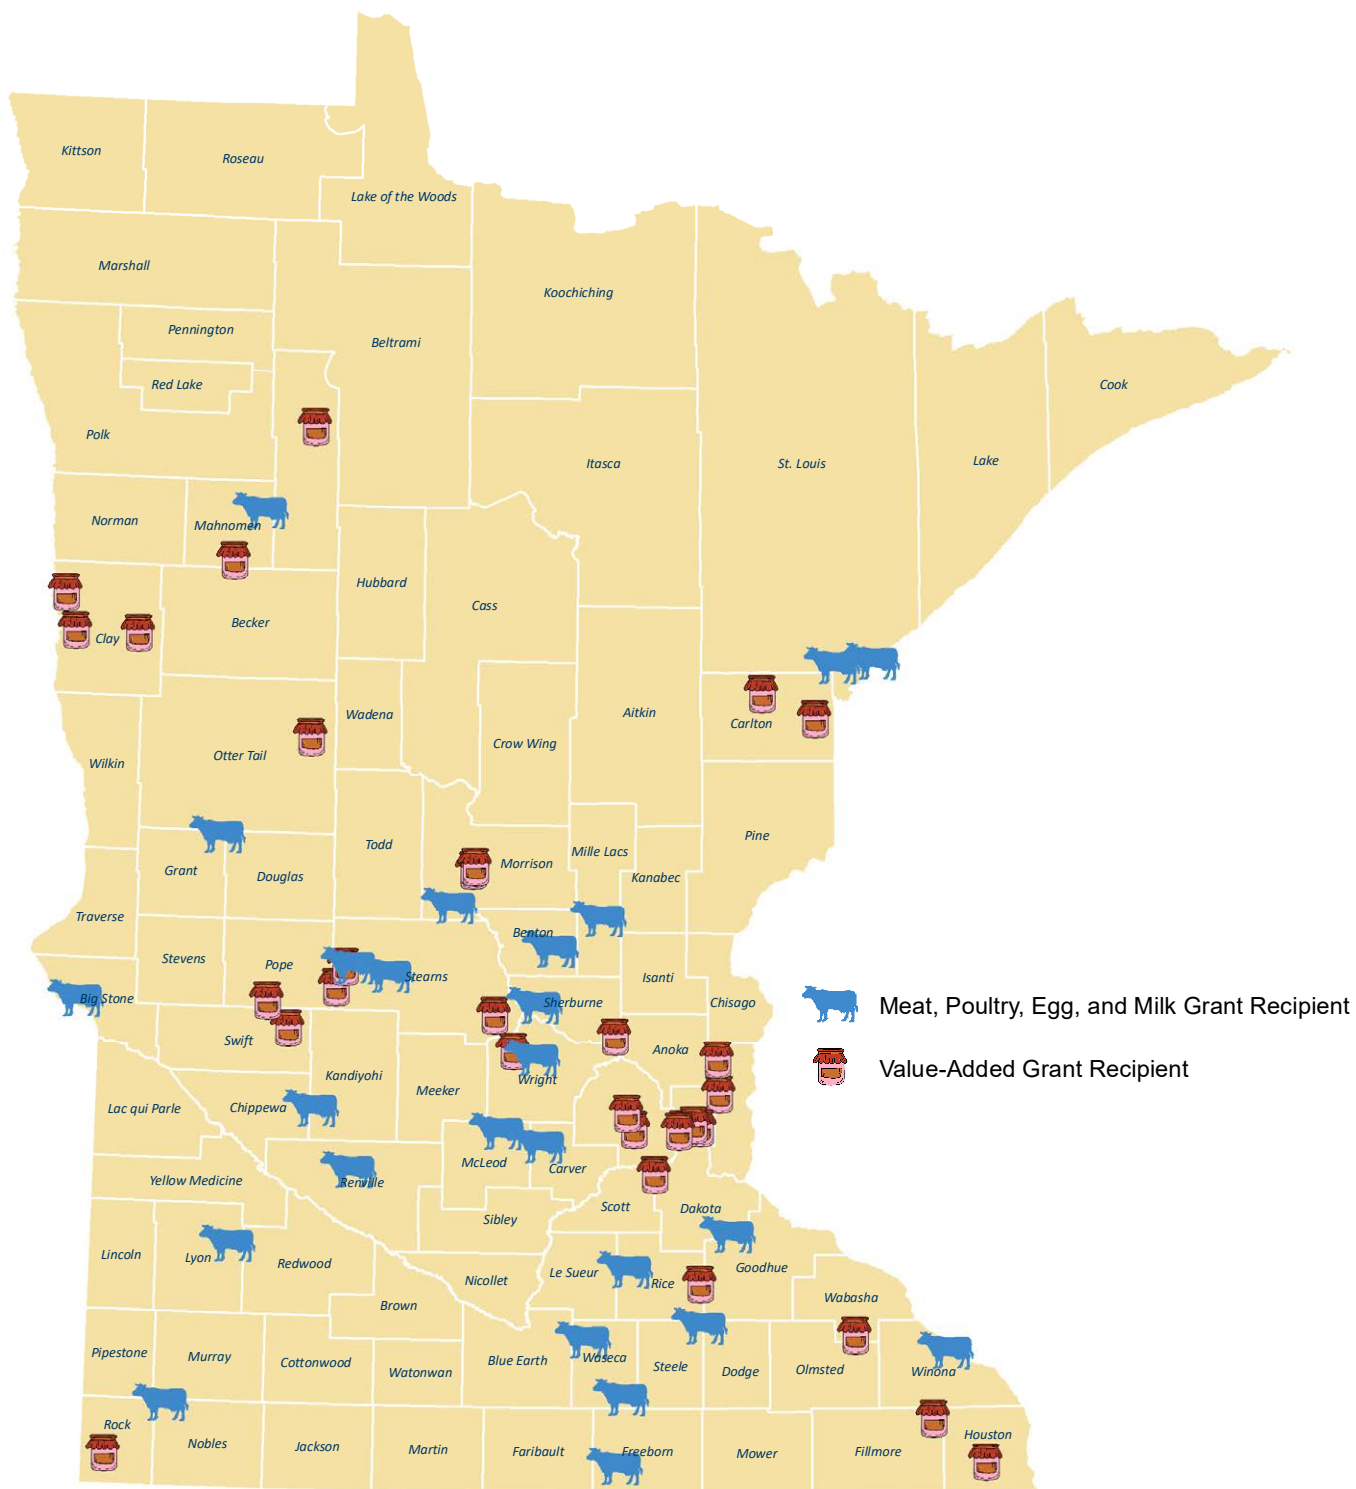 Kittson
Roseau
Lake of the Woods
Marshall
Koochiching
Pennington
Beltrami
Red Lake
Cook
Polk
Itasca
St. Louis
Lake
Norman
Mahnomen
Hubbard
Cass
Becker
Clay
Wadena
Aitkin
Carlton
Crow Wing
Otter Tail
Wilkin
Pine
Todd
Mille Lacs
Morrison
Grant
Douglas
Kanabec
Traverse
Benton
Stevens
Pope
Stearns
Isanti
Big Stone
Sherburne
Chisago
Meat, Poultry, Egg, and Milk Grant Recipient
Swift
Anoka
Value-Added Grant Recipient
Kandiyohi
Wright
Meeker
Lac qui Parle
Chippewa
McLeod
Carver
Yellow Medicine
Renville
Scott
Dakota
Sibley
Lincoln
Lyon
Redwood
Nicollet
Le Sueur
Rice
Goodhue
Wabasha
Brown
Pipestone
Murray
Cottonwood
Watonwan
Blue Earth
Waseca
Steele
Dodge
Olmsted
Winona
Rock
Nobles
Jackson
Martin
Faribault
Freeborn
Mower
Fillmore
Houston